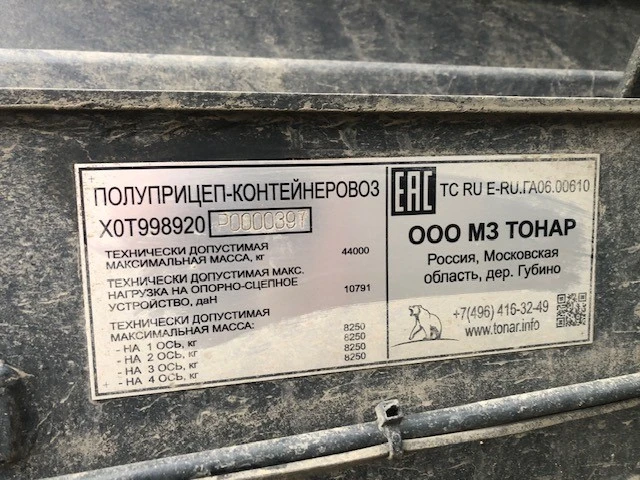 ПОЛУПРИЦЕП-КОНТЕЙНЕРОВОЗ
X0T998920 P0000397
ТЕХНИЧЕСКИ ДОПУСТИМАЯ
МАКСИМАЛЬНАЯ МАССА, кг 44000
ТЕХНИЧЕСКИ ДОПУСТИМАЯ МАКС.
НАГРУЗКА НА ОПОРНО-СЦЕПНОЕ 10791
УСТРОЙСТВО, даН
ТЕХНИЧЕСКИ ДОПУСТИМАЯ
МАКСИМАЛЬНАЯ МАССА:
- НА 1 ОСЬ, кг 8250
- НА 2 ОСЬ, кг 8250
- НА 3 ОСЬ, кг 8250
- НА 4 ОСЬ, кг 8250
EAC TC RU E-RU.ГА06.00610
ООО МЗ ТОНАР
Россия, Московская
область, дер. Губино
+7(496) 416-32-49
www.tonar.info